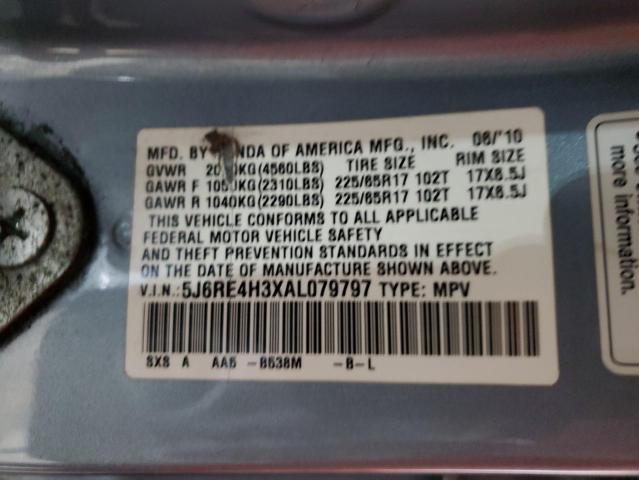 MFD. BY HONDA OF AMERICA MFG., INC. 06/'10
GVWR KG(4560LBS) TIRE SIZE RIM SIZE
GAWR F 1050KG(2310LBS) 225/65R17 102T 17X6.5J
GAWR R 1040KG(2290LBS) 225/65R17 102T 17X6.5J
THIS VEHICLE CONFORMS TO ALL APPLICABLE
FEDERAL MOTOR VEHICLE SAFETY
AND THEFT PREVENTION STANDARDS IN EFFECT
ON THE DATE OF MANUFACTURE SHOWN ABOVE.
V.I.N.:5J6RE4H3XAL079797 TYPE: MPV
SXS A AA5 -B538M -B-L
more information.